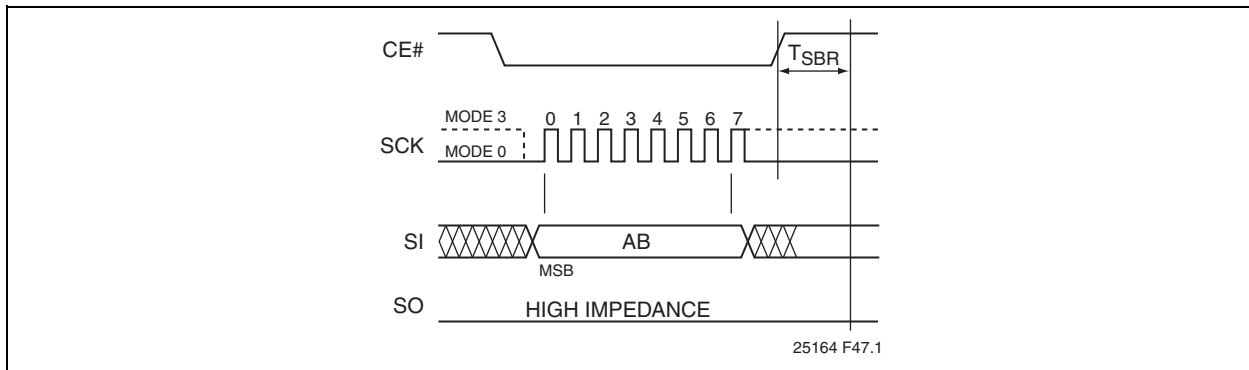 CE#
TSBR
MODE 3
0 1 2 3 4 5 6 7
SCK
MODE 0
SI
AB
MSB
SO
HIGH IMPEDANCE
25164 F47.1